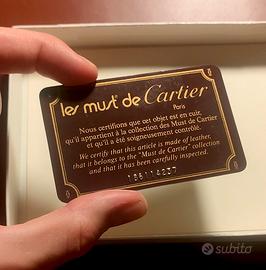 les must de Cartier
Paris
Nous certifions que cet objet est en cuir,
qu'il appartient à la collection des Must de Cartier
et qu'il a été soigneusement contrôlé.
We certify that this article is made of leather,
that it belongs to the "Must de Cartier" collection
and that it has been carefully inspected.
subito